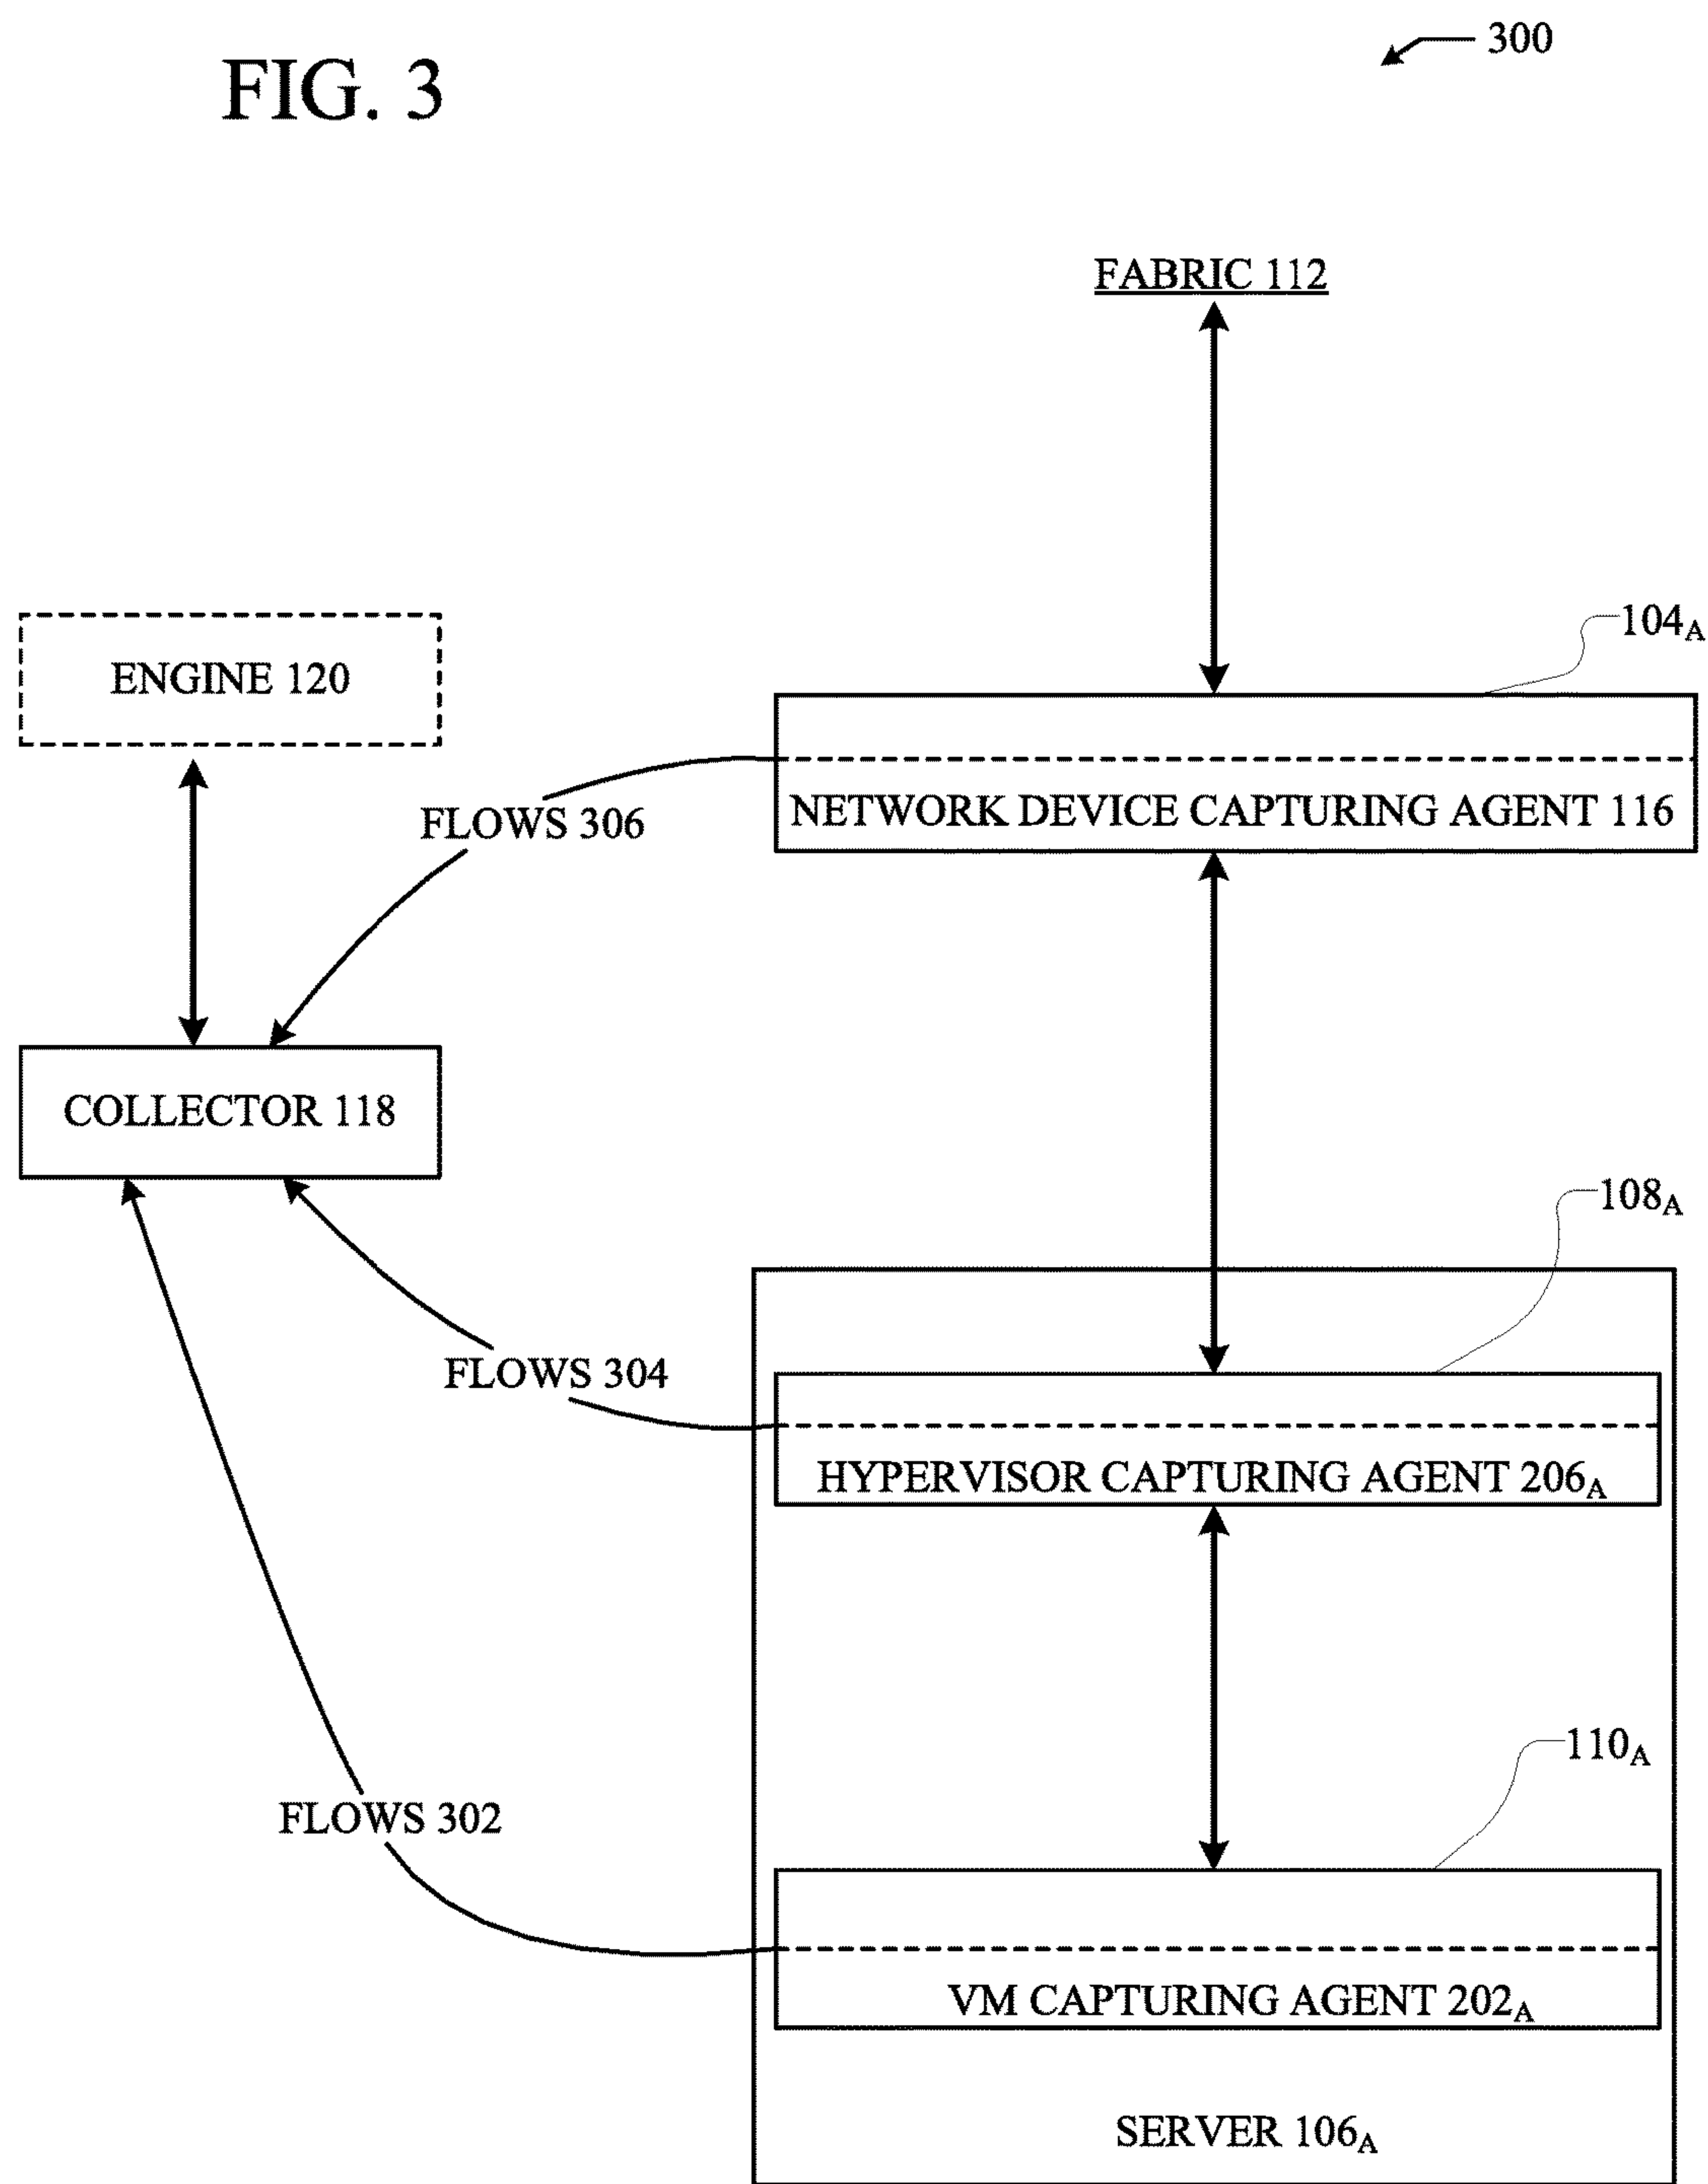 FIG. 3
300
FABRIC 112
104A
ENGINE 120
NETWORK DEVICE CAPTURING AGENT 116
FLOWS 306
COLLECTOR 118
108A
FLOWS 304
HYPERVISOR CAPTURING AGENT 206A
110A
FLOWS 302
VM CAPTURING AGENT 202A
SERVER 106A